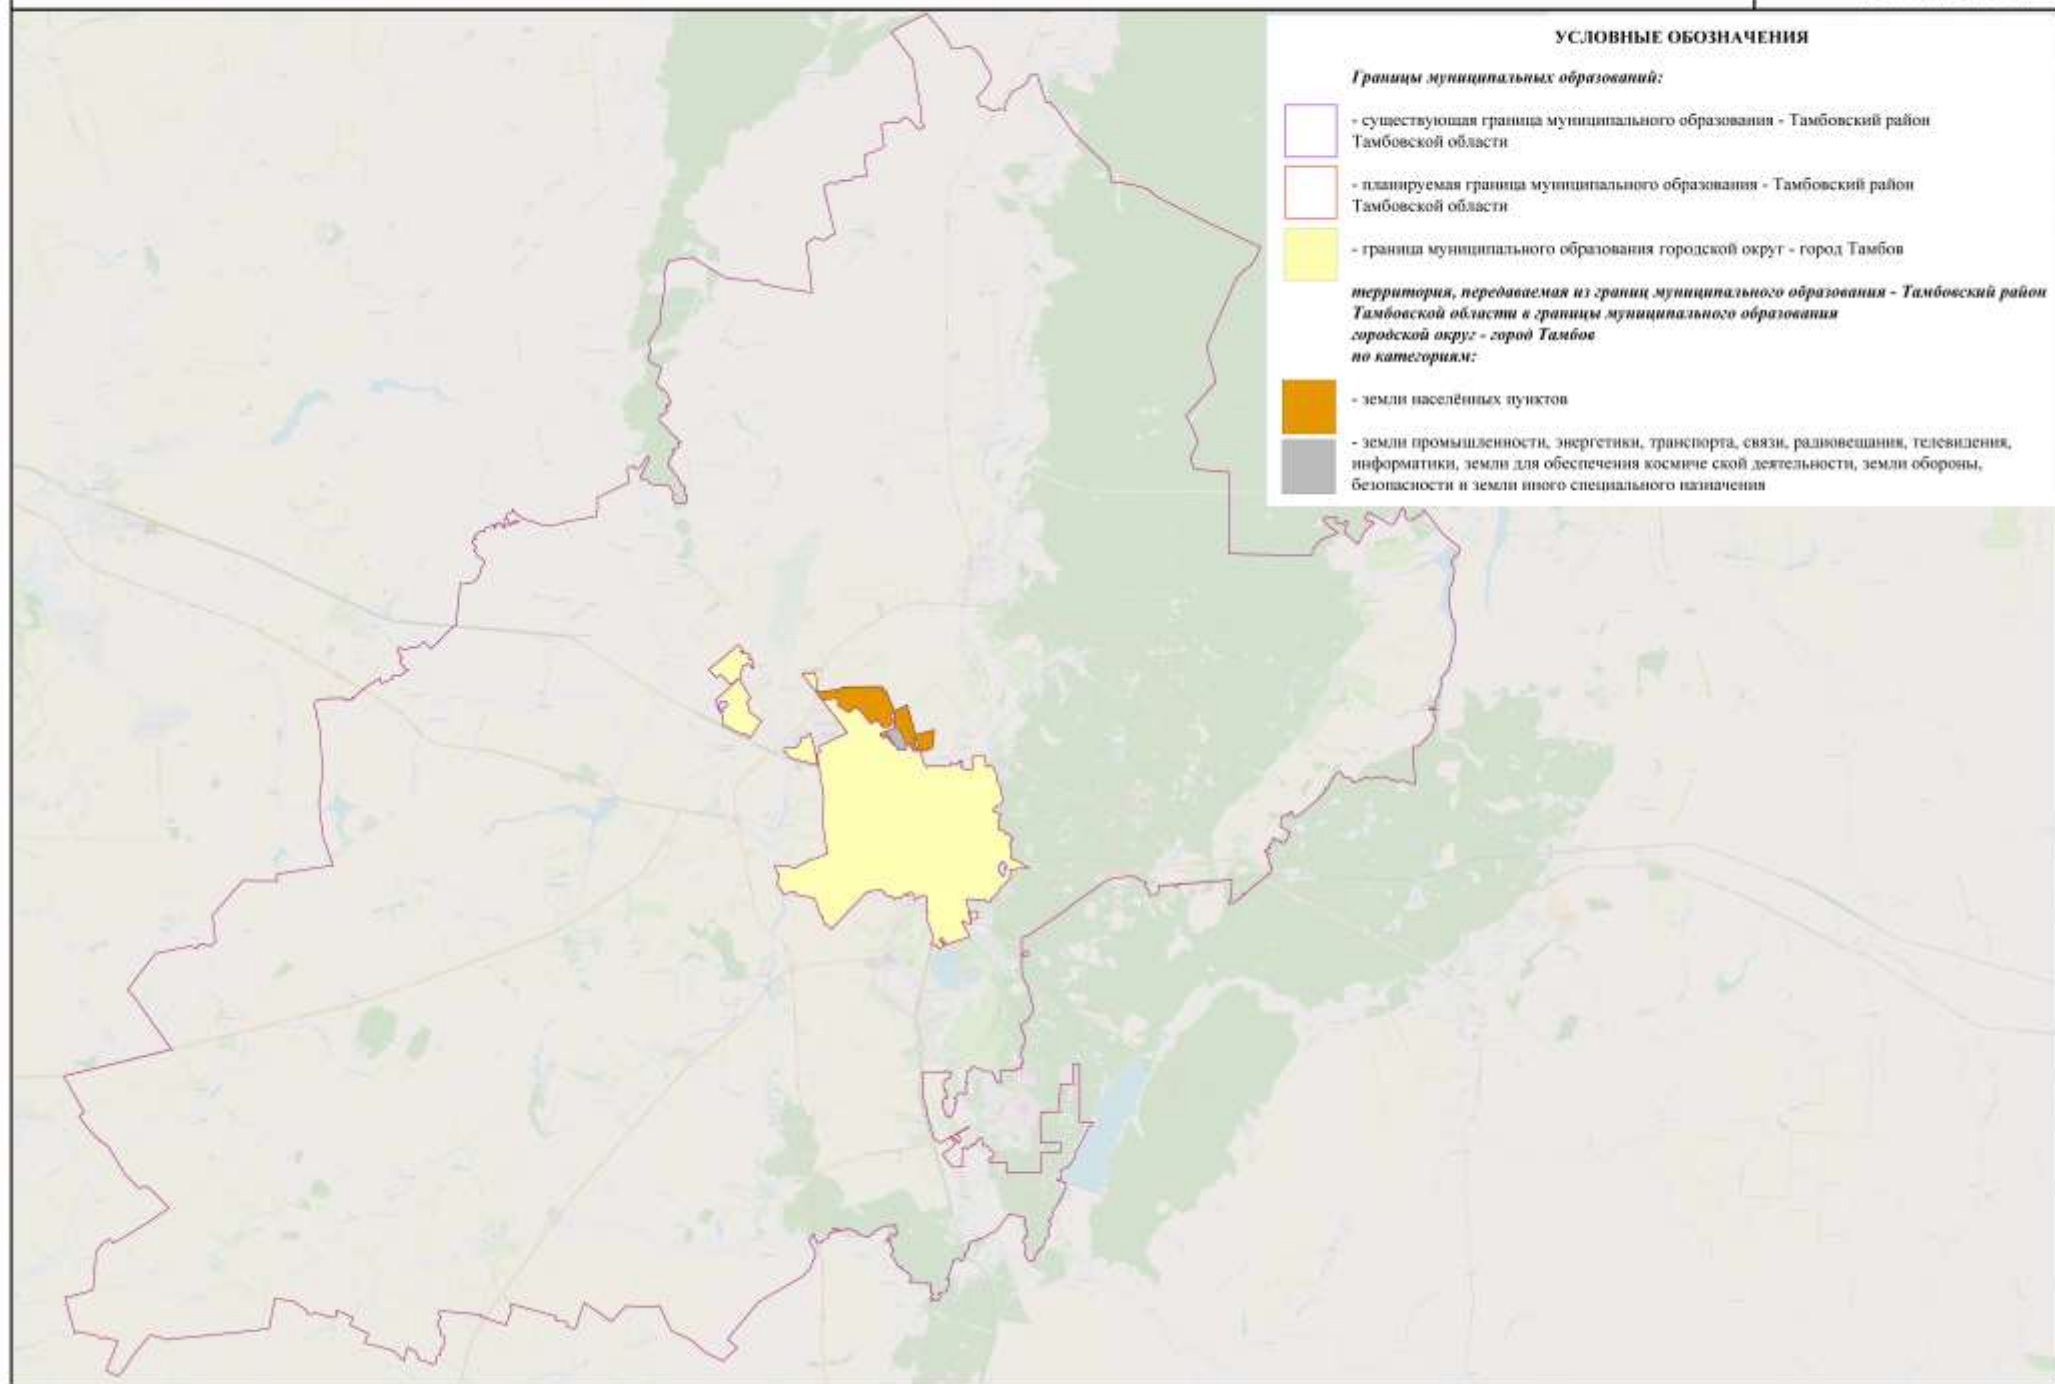 УСЛОВНЫЕ ОБОЗНАЧЕНИЯ
Границы муниципальных образований:
- существующая граница муниципального образования - Тамбовский район
Тамбовской области
- планируемая граница муниципального образования - Тамбовский район
Тамбовской области
- граница муниципального образования городской округ - город Тамбов
территория, передаваемая из границ муниципального образования - Тамбовский район
Тамбовской области в границы муниципального образования
городской округ - город Тамбов
по категориям:
- земли населённых пунктов
- земли промышленности, энергетики, транспорта, связи, радиовещания, телевидения,
информатики, земли для обеспечения космиче ской деятельности, земли обороны,
безопасности и земли иного специального назначения